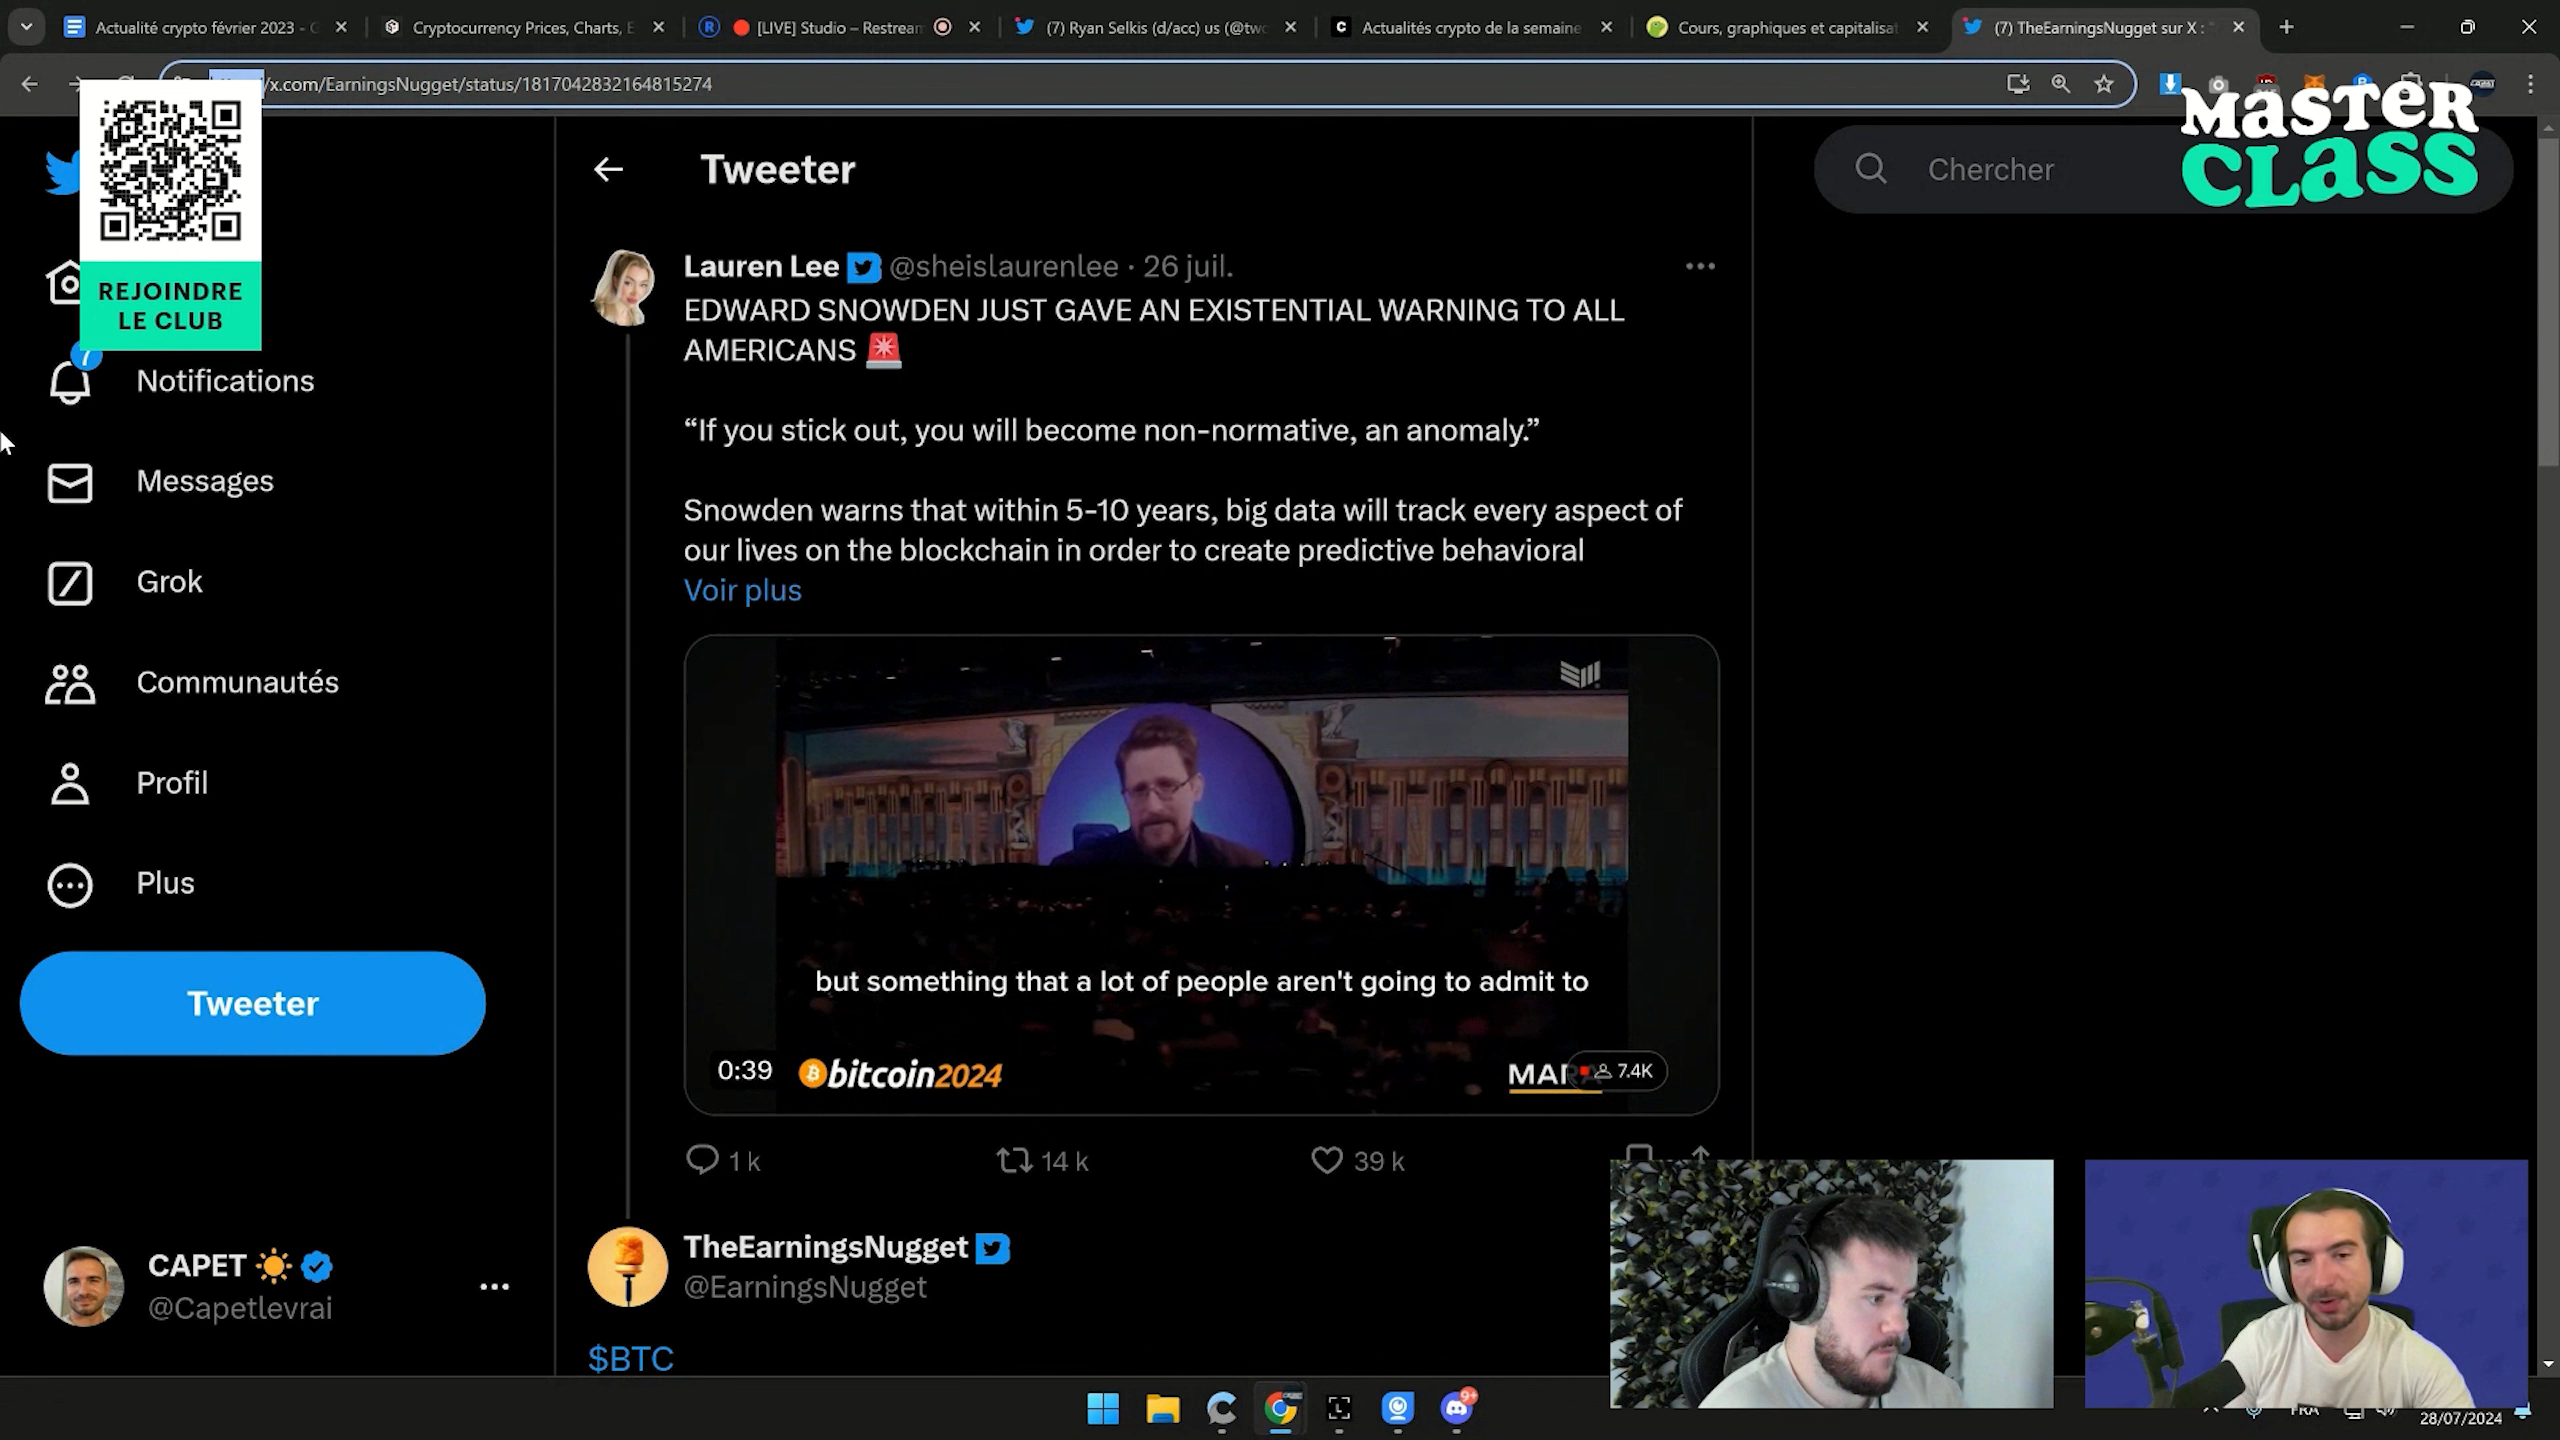 Actualité crypto février 2023 - G
Cryptocurrency Prices, Charts, E
[LIVE] Studio – Restream
(7) Ryan Selkis (d/acc) us (@two
Actualités crypto de la semaine
Cours, graphiques et capitalisat
(7) TheEarningsNugget sur X : "
/x.com/EarningsNugget/status/1817042832164815274
MASTER
CLASS
REJOINDRE
LE CLUB
7
Notifications
Messages
Grok
Communautés
Profil
Plus
Tweeter
CAPET
@Capetlevrai
Tweeter
Chercher
Lauren Lee @sheislaurenlee · 26 juil.
EDWARD SNOWDEN JUST GAVE AN EXISTENTIAL WARNING TO ALL
AMERICANS
“If you stick out, you will become non-normative, an anomaly.”
Snowden warns that within 5-10 years, big data will track every aspect of
our lives on the blockchain in order to create predictive behavioral
Voir plus
but something that a lot of people aren't going to admit to
0:39
bitcoin2024
7.4K
1 k
14 k
39 k
TheEarningsNugget
@EarningsNugget
$BTC
9+
FRA
28/07/2024